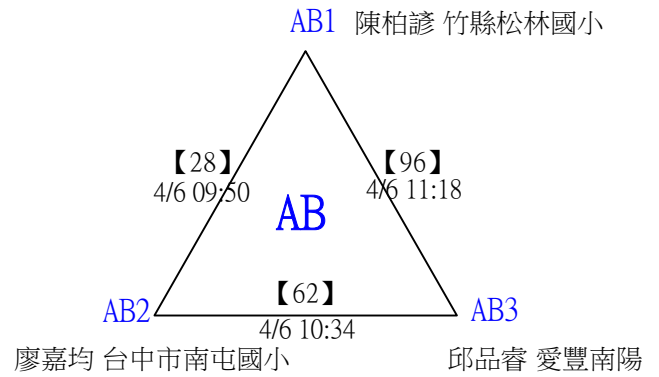 AB1 陳柏諺 竹縣松林國小
【28】
4/6 09:50
【96】
4/6 11:18
AB
【62】
4/6 10:34
AB2
AB3
廖嘉均 台中市南屯國小
邱品睿 愛豐南陽